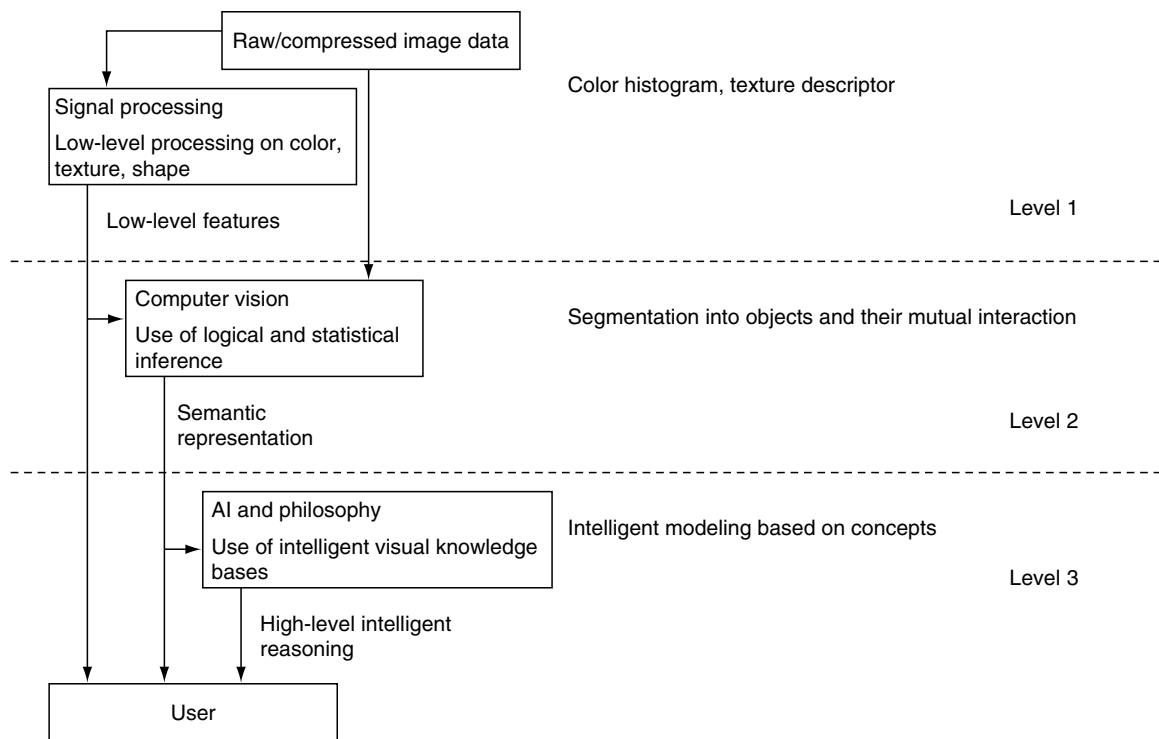 Raw/compressed image data
Color histogram, texture descriptor
Signal processing
Low-level processing on color,
texture, shape
Low-level features
Level 1
Computer vision
Use of logical and statistical
inference
Segmentation into objects and their mutual interaction
Semantic
representation
Level 2
AI and philosophy
Use of intelligent visual knowledge
bases
Intelligent modeling based on concepts
Level 3
High-level intelligent
reasoning
User